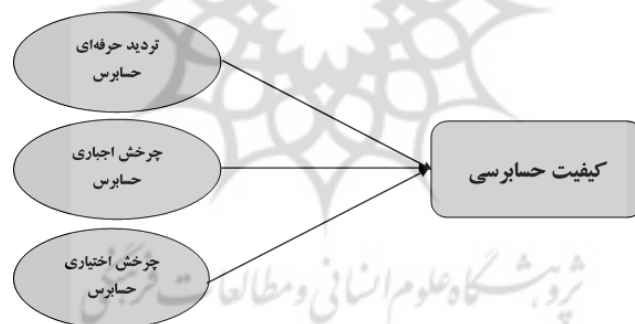 تردید حرفه‌ای
حسابرس
چرخش اجباری
حسابرس
کیفیت حسابرسی
چرخش اختیاری
حسابرس
پژوهشگاه علوم انسانی و مطالعات فرهنگی